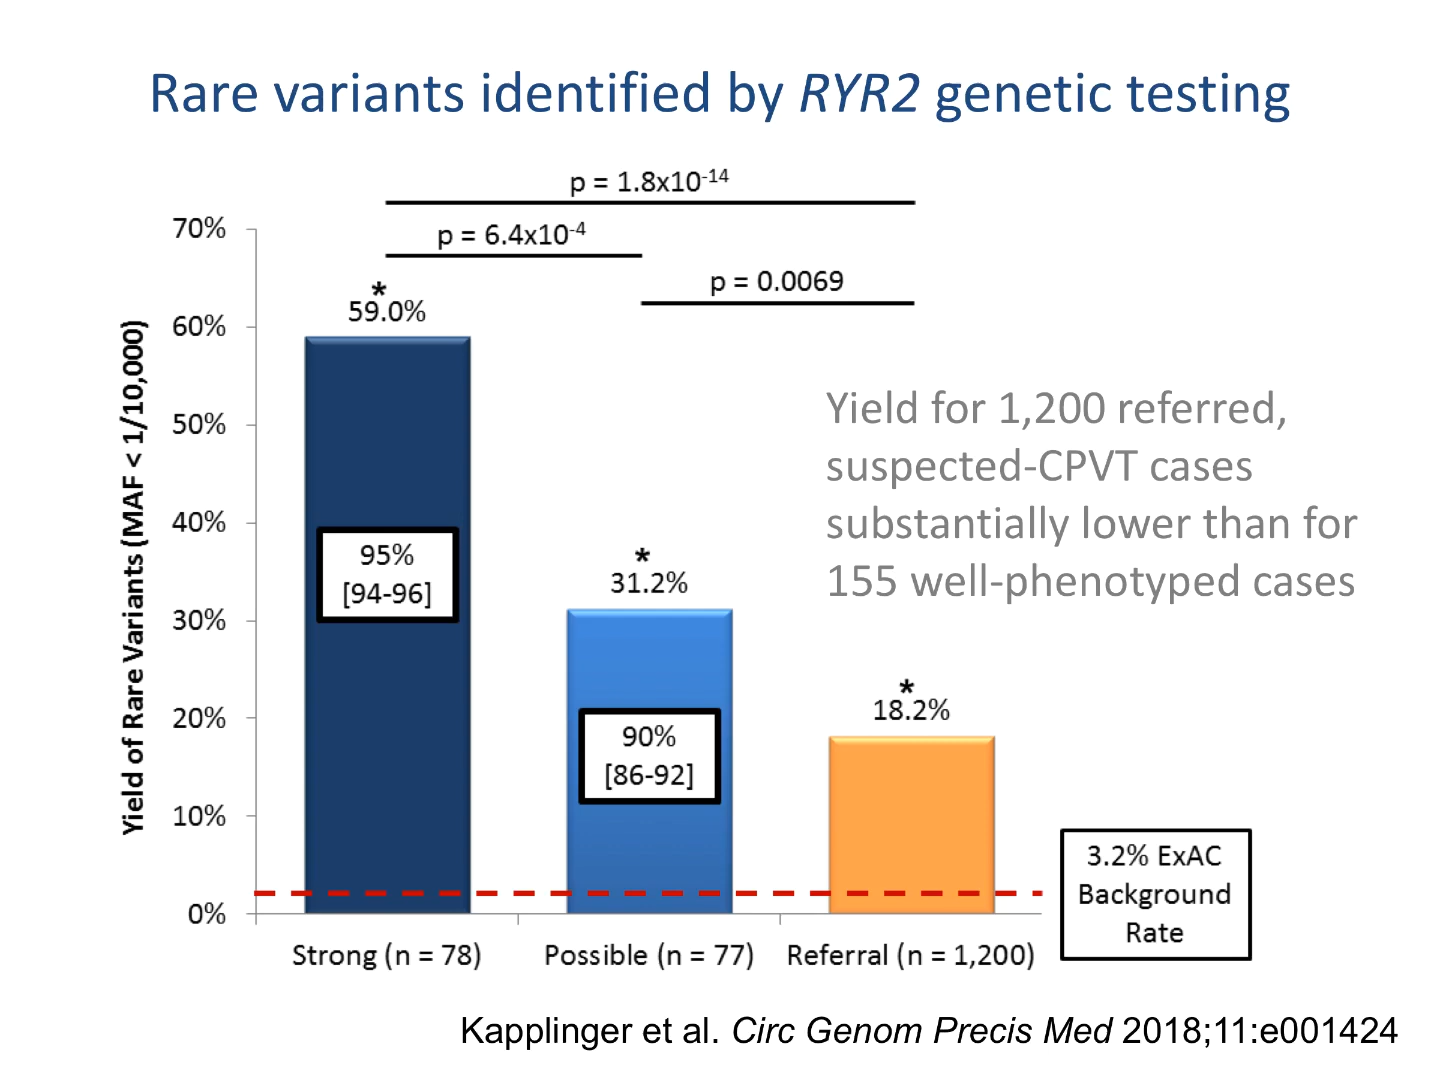 Rare variants identified by RYR2 genetic testing
p = 1.8x10⁻¹⁴
p = 6.4x10⁻⁴
p = 0.0069
Yield of Rare Variants (MAF < 1/10,000)
70%
60%
50%
40%
30%
20%
10%
0%
*
59.0%
95%
[94-96]
*
31.2%
90%
[86-92]
*
18.2%
Yield for 1,200 referred,
suspected-CPVT cases
substantially lower than for
155 well-phenotyped cases
3.2% ExAC
Background
Rate
Strong (n = 78)
Possible (n = 77)
Referral (n = 1,200)
Kapplinger et al. Circ Genom Precis Med 2018;11:e001424